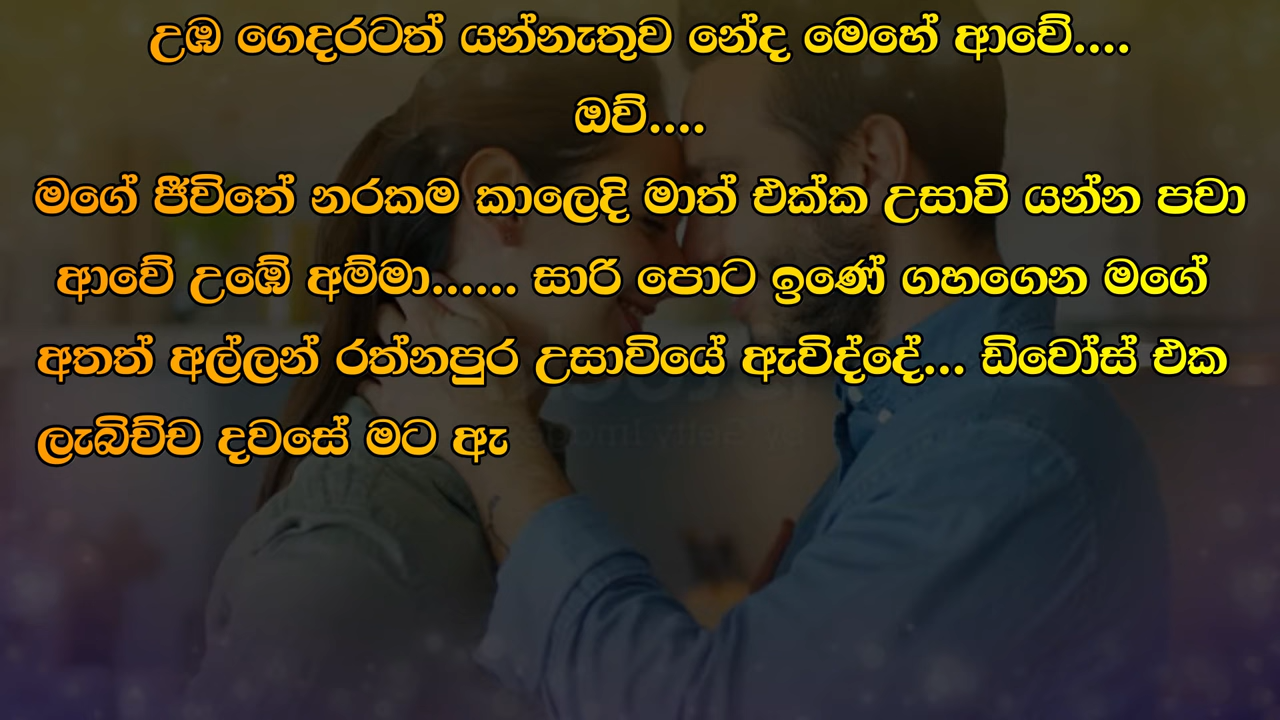 උඹ ගෙදරටත් යන්නැතුව නේද මෙහේ ආවේ....
ඔව්....
මගේ ජීවිතේ නරකම කාලෙදි මාත් එක්ක උසාවි යන්න පවා
ආවේ උඹේ අම්මා...... සාරි පොට ඉණේ ගහගෙන මගේ
අතත් අල්ලන් රත්නපුර උසාවියේ ඇවිද්දේ... ඩිවෝස් එක
ලැබිච්ච දවසේ මට ඇ